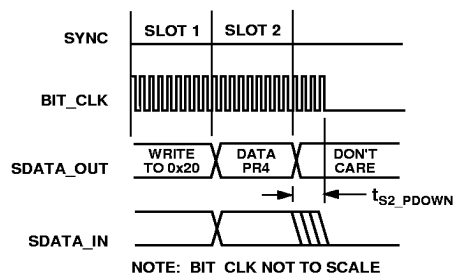 SYNC
SLOT 1
SLOT 2
BIT_CLK
SDATA_OUT
WRITE
TO 0x20
DATA
PR4
DON'T
CARE
tS2_PDOWN
SDATA_IN
NOTE: BIT CLK NOT TO SCALE